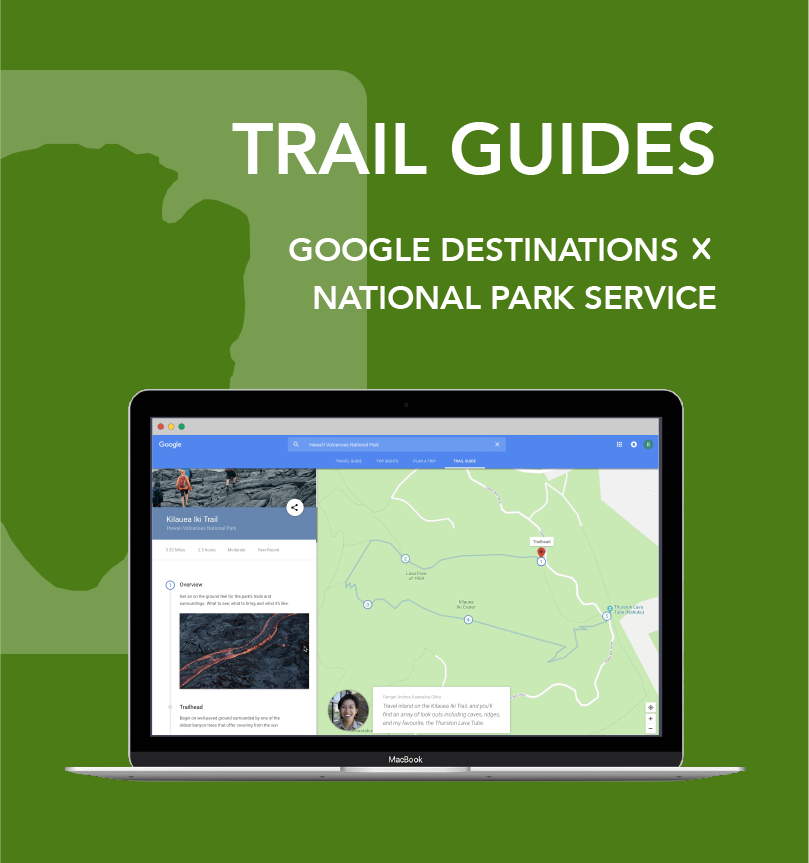 TRAIL GUIDES
GOOGLE DESTINATIONS X
NATIONAL PARK SERVICE
Google
Hawai'i Volcanoes National Park
TRAVEL GUIDE TOP SIGHTS PLAN A TRIP TRAIL GUIDE
B
Kilauea Iki Trail
Hawai'i Volcanoes National Park
3.92 Miles 2.5 hours Moderate Year Round
1 Overview
Get as on the ground feel for the park's trails and
surroundings. What to see, what to bring and what it's like.
Trailhead
Begin on well-paved ground surrounded by one of the
oldest banyan trees that offer covering from the sun
Trailhead
1
2
Lava Flow
of 1959
3
Kilauea
Iki Crater
4
5
Thurston Lava
Tube (Nahuku)
Ranger Andrea
Travel inland on the Kilauea Iki Trail, and you'll
find an array of look outs including caves, ridges,
and my favourite, the Thurston Lava Tube.
MacBook